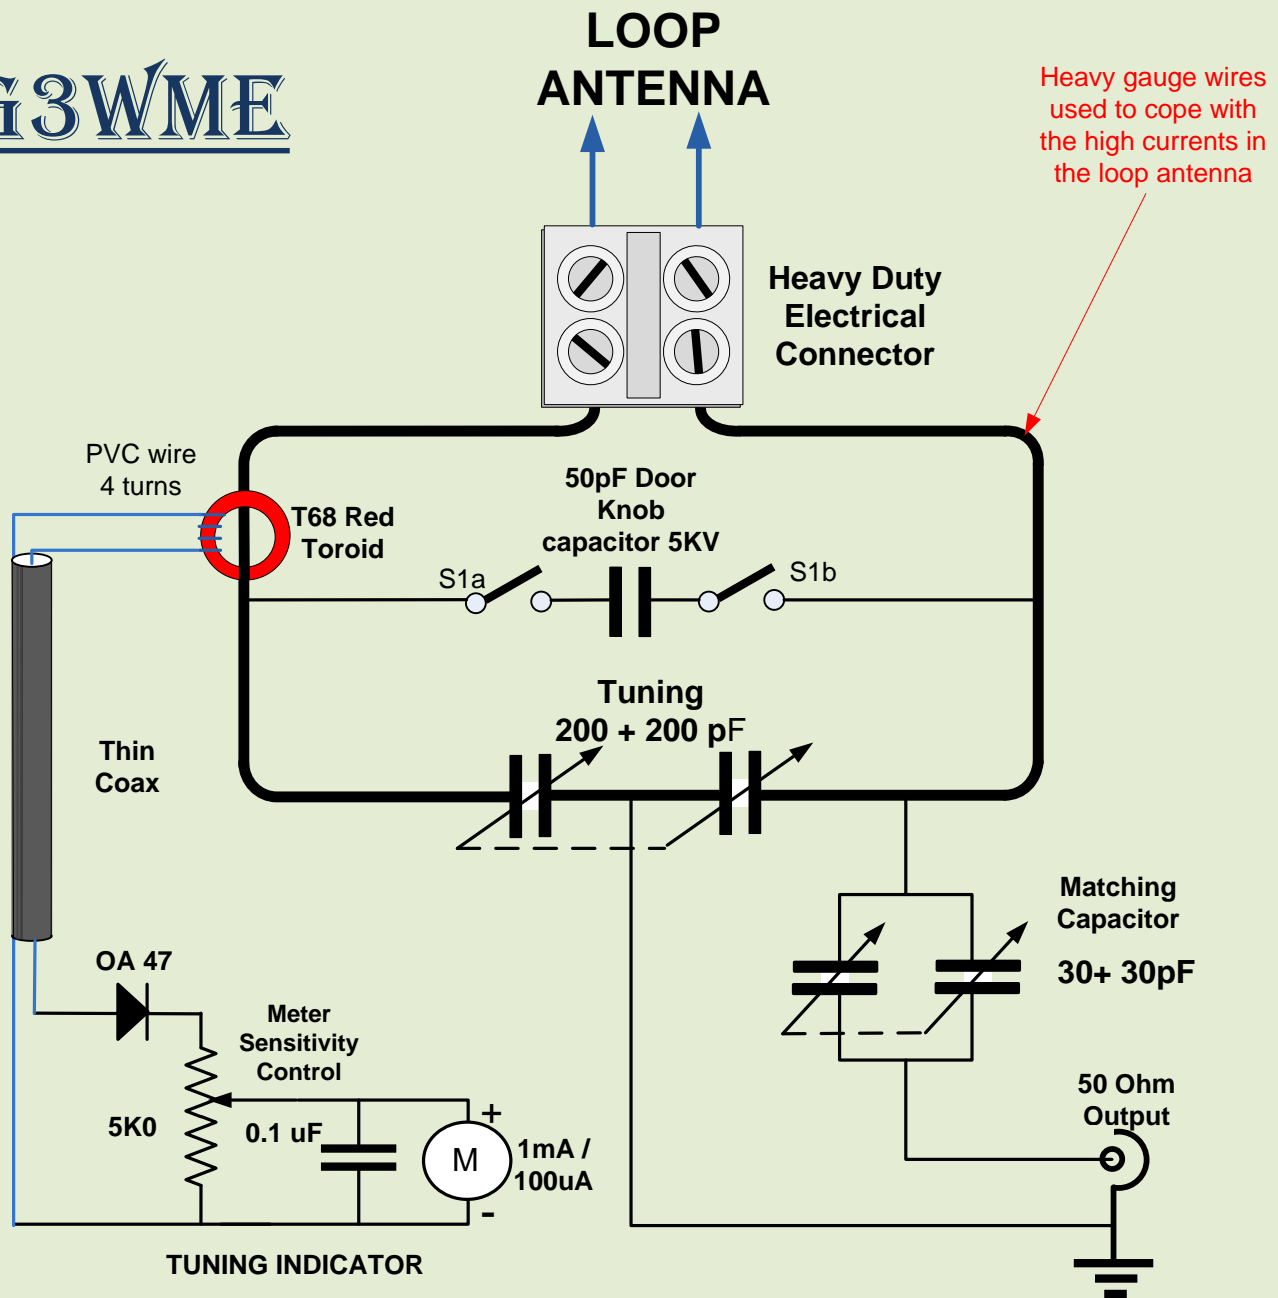 LOOP
ANTENNA
G3WME
Heavy gauge wires
used to cope with
the high currents in
the loop antenna
Heavy Duty
Electrical
Connector
PVC wire
4 turns
T68 Red
Toroid
50pF Door
Knob
capacitor 5KV
S1a
S1b
Tuning
200 + 200 pF
Thin
Coax
Matching
Capacitor
30+ 30pF
OA 47
Meter
Sensitivity
Control
5K0
0.1 uF
+
M
1mA /
100uA
-
50 Ohm
Output
TUNING INDICATOR